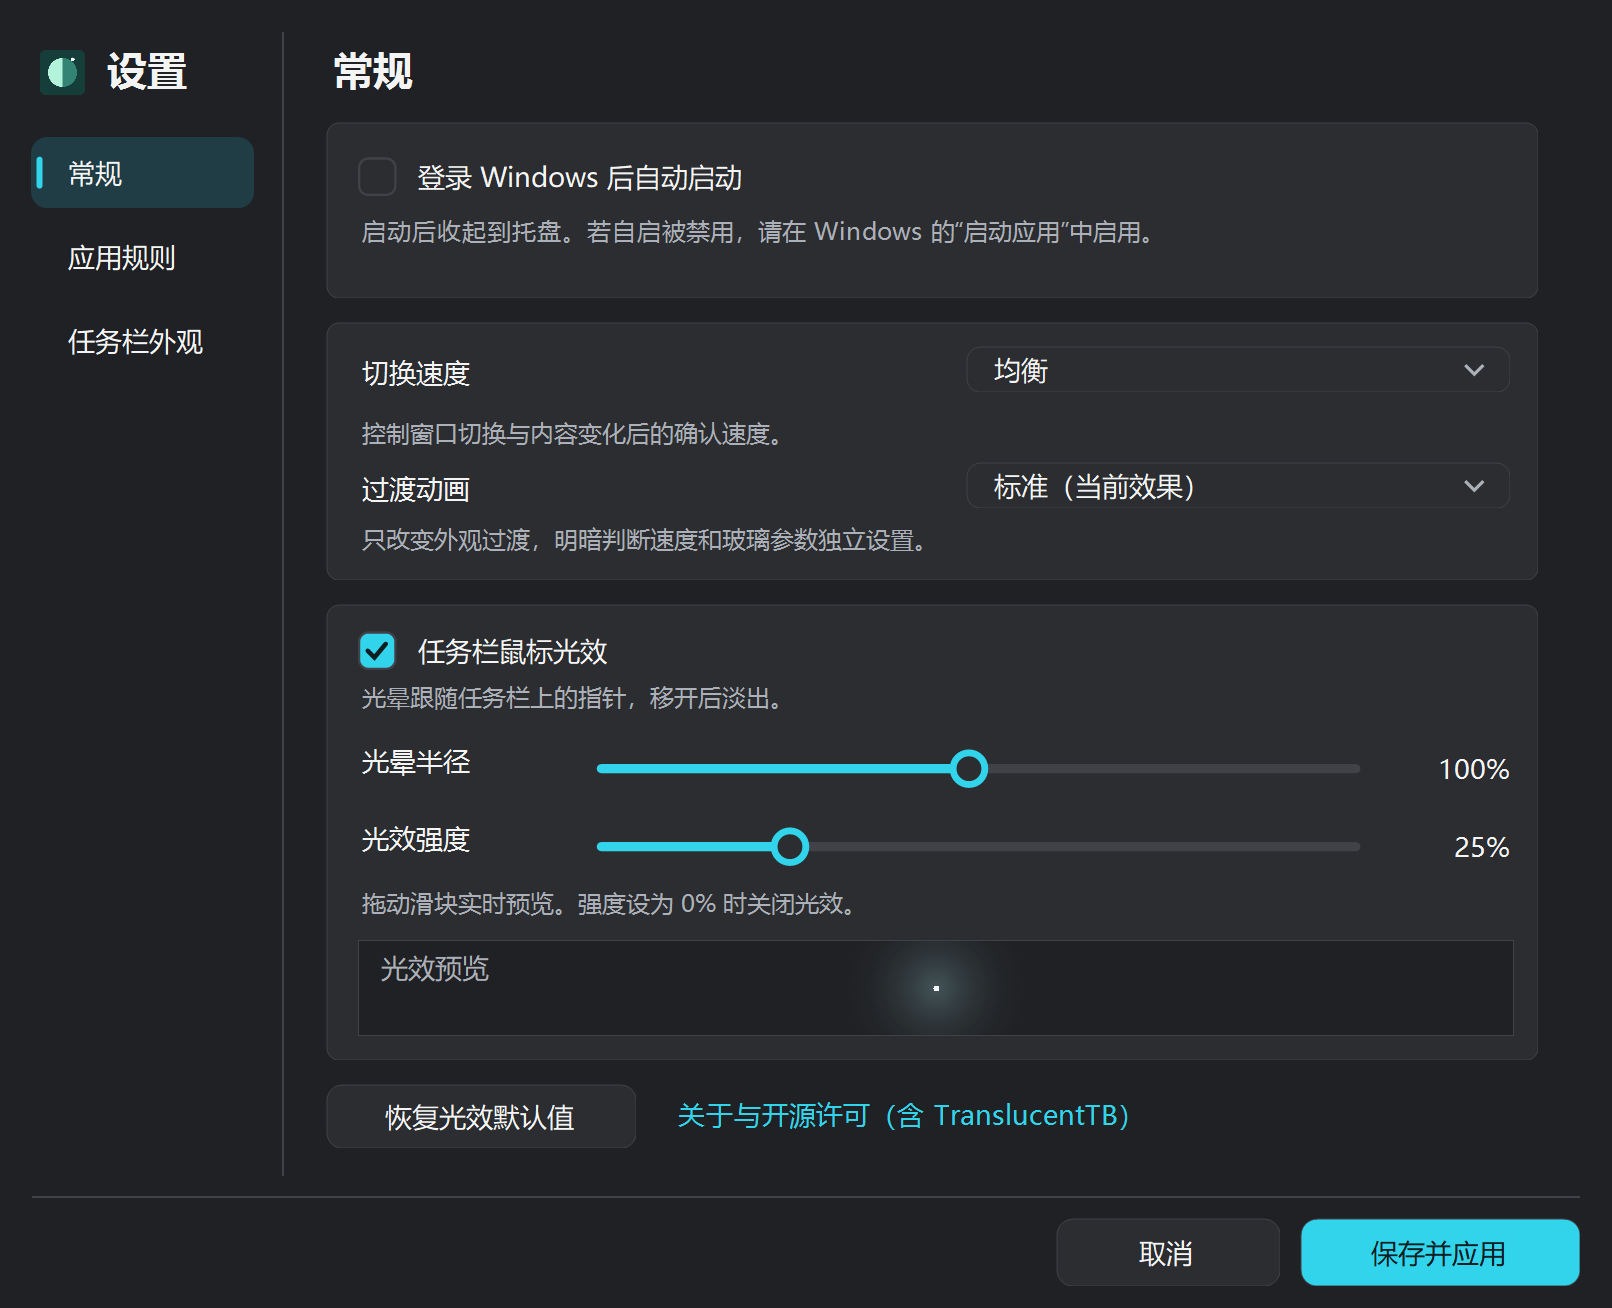 设置
常规
应用规则
任务栏外观
常规
登录 Windows 后自动启动
启动后收起到托盘。若自启被禁用，请在 Windows 的“启动应用”中启用。
切换速度
均衡
控制窗口切换与内容变化后的确认速度。
过渡动画
标准（当前效果）
只改变外观过渡，明暗判断速度和玻璃参数独立设置。
任务栏鼠标光效
光晕跟随任务栏上的指针，移开后淡出。
光晕半径
100%
光效强度
25%
拖动滑块实时预览。强度设为 0% 时关闭光效。
光效预览
恢复光效默认值
关于与开源许可（含 TranslucentTB）
取消
保存并应用